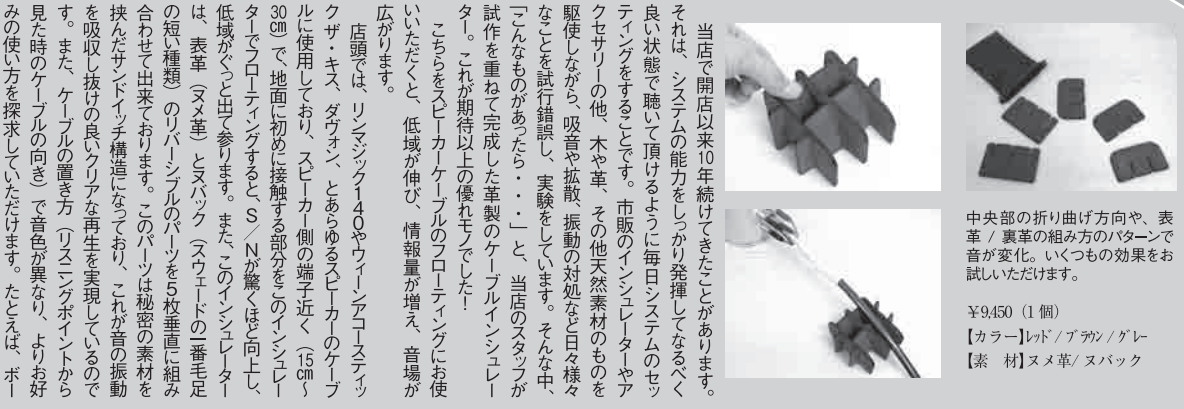 当店で開店以来10年続けてきたことがあります。
それは、システムの能力をしっかり発揮してなるべく
良い状態で聴いて頂けるように毎日システムのセッ
ティングをすることです。市販のインシュレーターやア
クセサリーの他、木や革、その他天然素材のものを
駆使しながら、吸音や拡散、振動の対処など日々様々
なことを試行錯誤し、実験をしています。そんな中、
「こんなものがあったら・・・」と、当店のスタッフが
試作を重ねて完成した革製のケーブルインシュレー
ター。これが期待以上の優れモノでした！
こちらをスピーカーケーブルのフローティングにお使
いいただくと、低域が伸び、情報量が増え、音場が
広がります。
店頭では、リンマジック140やウィーンアコースティッ
クザ・キス、ダヴォン、とあらゆるスピーカーのケーブ
ルに使用しており、スピーカー側の端子近く（15㎝〜
30㎝）で、地面に初めに接触する部分をこのインシュレー
ターでフローティングすると、S／Nが驚くほど向上し、
低域がぐっと出て参ります。また、このインシュレーター
は、表革（ヌメ革）とヌバック（スウェードの一番毛足
の短い種類）のリバーシブルのパーツを5枚垂直に組み
合わせて出来ております。このパーツは秘密の素材を
挟んだサンドイッチ構造になっており、これが音の振動
を吸収し抜けの良いクリアな再生を実現しているので
す。また、ケーブルの置き方（リスニングポイントから
見た時のケーブルの向き）で音色が異なり、よりお好
みの使い方を探求していただけます。たとえば、ボー
中央部の折り曲げ方向や、表
革 / 裏革の組み方のパターンで
音が変化。いくつもの効果をお
試しいただけます。
￥9,450（1個）
【カラー】レッド / ブラウン / グレー
【素　材】ヌメ革/ ヌバック